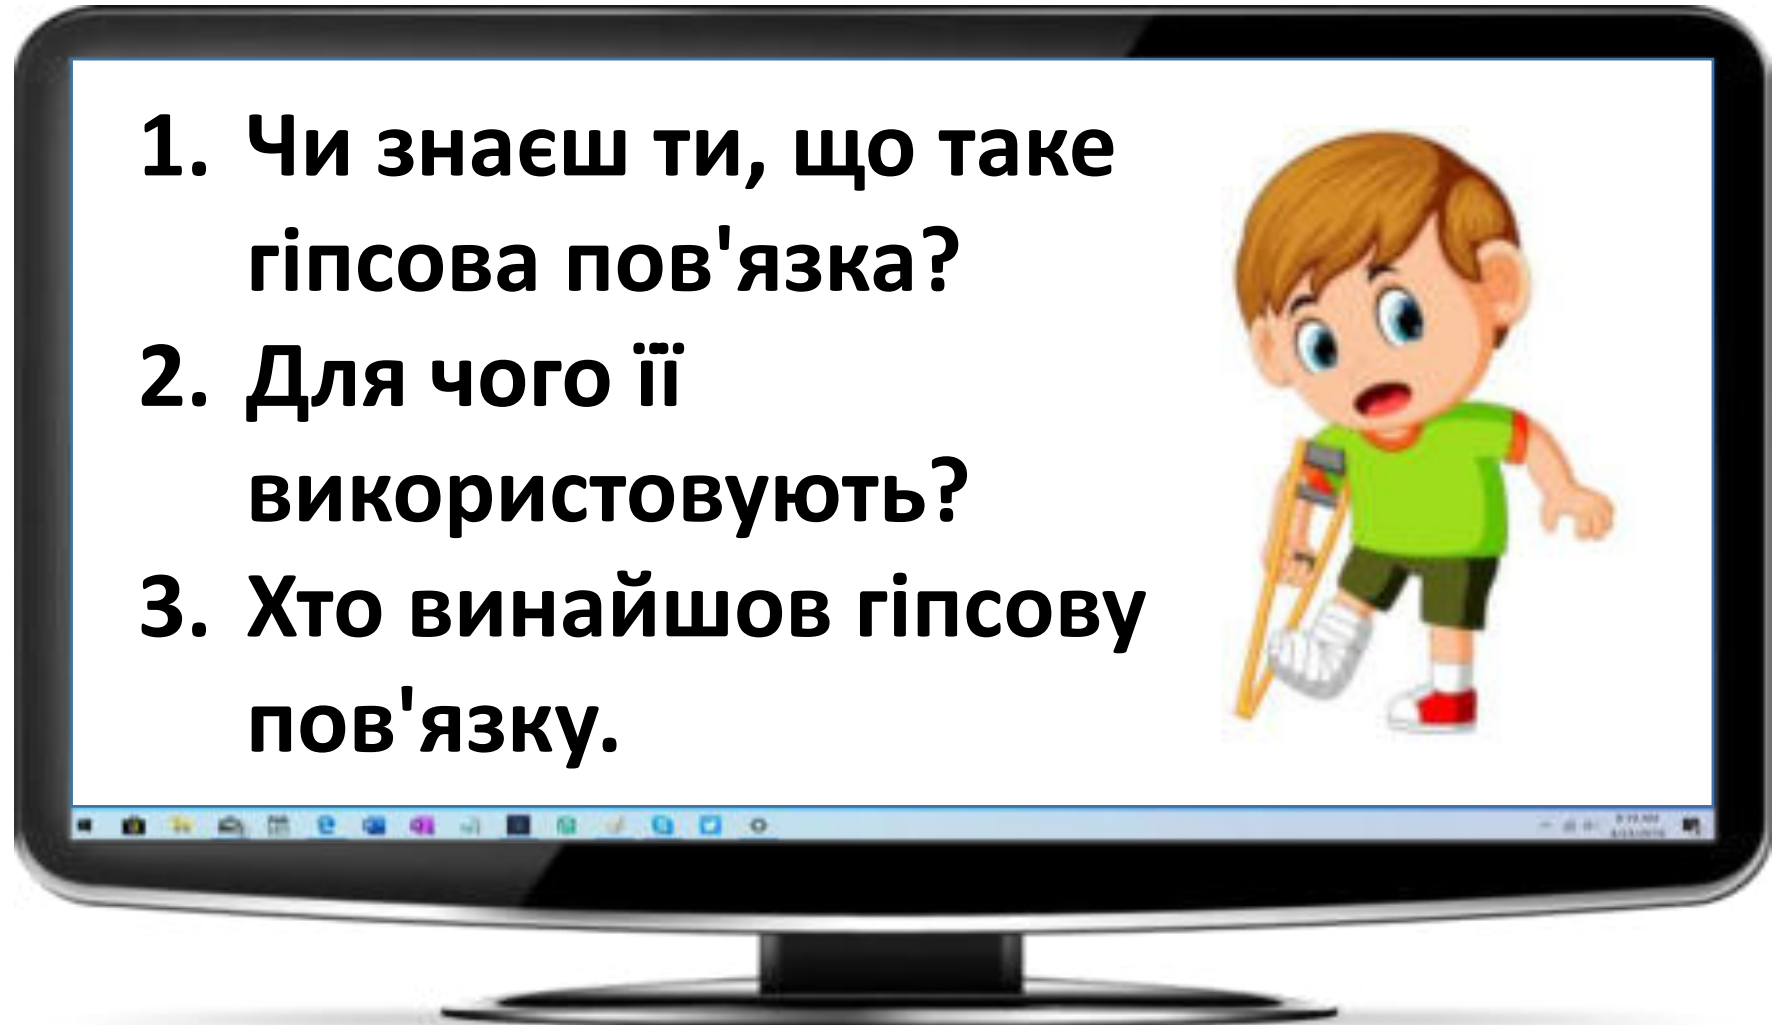 1. Чи знаєш ти, що таке
гіпсова пов'язка?
2. Для чого її
використовують?
3. Хто винайшов гіпсову
пов'язку.